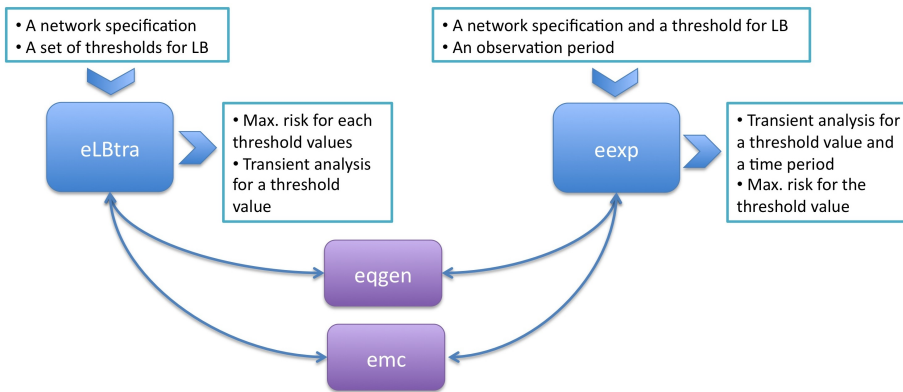 • A network specification
• A set of thresholds for LB
• A network specification and a threshold for LB
• An observation period
eLBtra
• Max. risk for each
threshold values
• Transient analysis
for a threshold
value
eexp
• Transient analysis for
a threshold value and
a time period
• Max. risk for the
threshold value
eqgen
emc